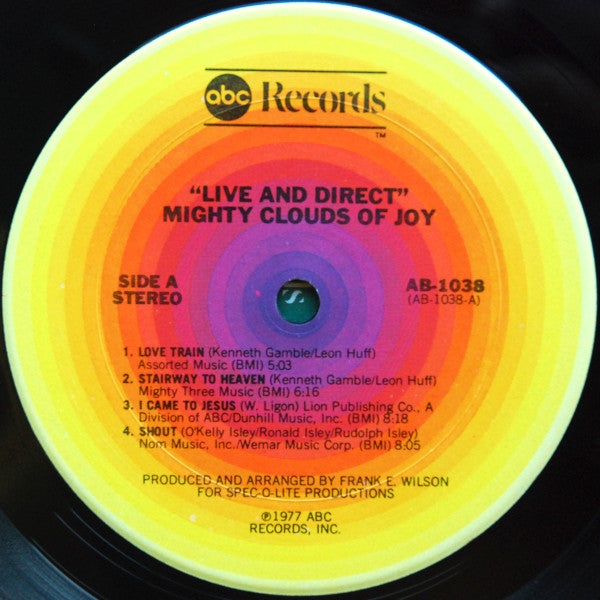 abc Records
™
"LIVE AND DIRECT"
MIGHTY CLOUDS OF JOY
SIDE A
STEREO
AB-1038
(AB-1038-A)
1. LOVE TRAIN (Kenneth Gamble/Leon Huff)
Assorted Music (BMI) 5:03
2. STAIRWAY TO HEAVEN (Kenneth Gamble/Leon Huff)
Mighty Three Music (BMI) 6:16
3. I CAME TO JESUS (W. Ligon) Lion Publishing Co., A
Division of ABC/Dunhill Music, Inc. (BMI) 8:18
4. SHOUT (O'Kelly Isley/Ronald Isley/Rudolph Isley)
Nom Music, Inc./Wemar Music Corp. (BMI) 8:05
PRODUCED AND ARRANGED BY FRANK E. WILSON
FOR SPEC-O-LITE PRODUCTIONS
℗1977 ABC
RECORDS, INC.